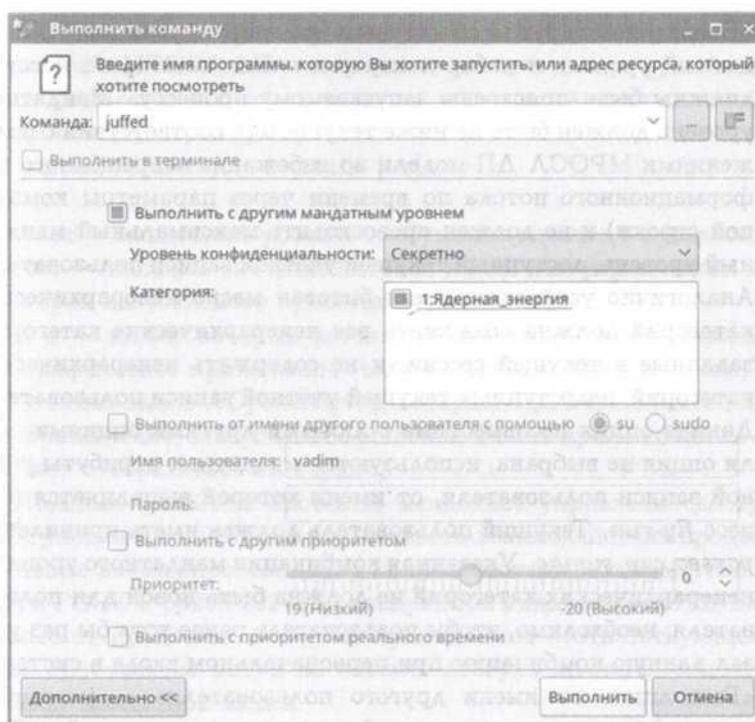 Выполнить команду
Введите имя программы, которую Вы хотите запустить, или адрес ресурса, который
хотите посмотреть
Команда: juffed ...
Выполнить в терминале
Выполнить с другим мандатным уровнем
Уровень конфиденциальности: Секретно
Категория: 1:Ядерная_энергия
Выполнить от имени другого пользователя с помощью su sudo
Имя пользователя: vadim
Пароль:
Выполнить с другим приоритетом
Приоритет: 0
19 (Низкий) -20 (Высокий)
Выполнить с приоритетом реального времени
Дополнительно << Выполнить Отмена